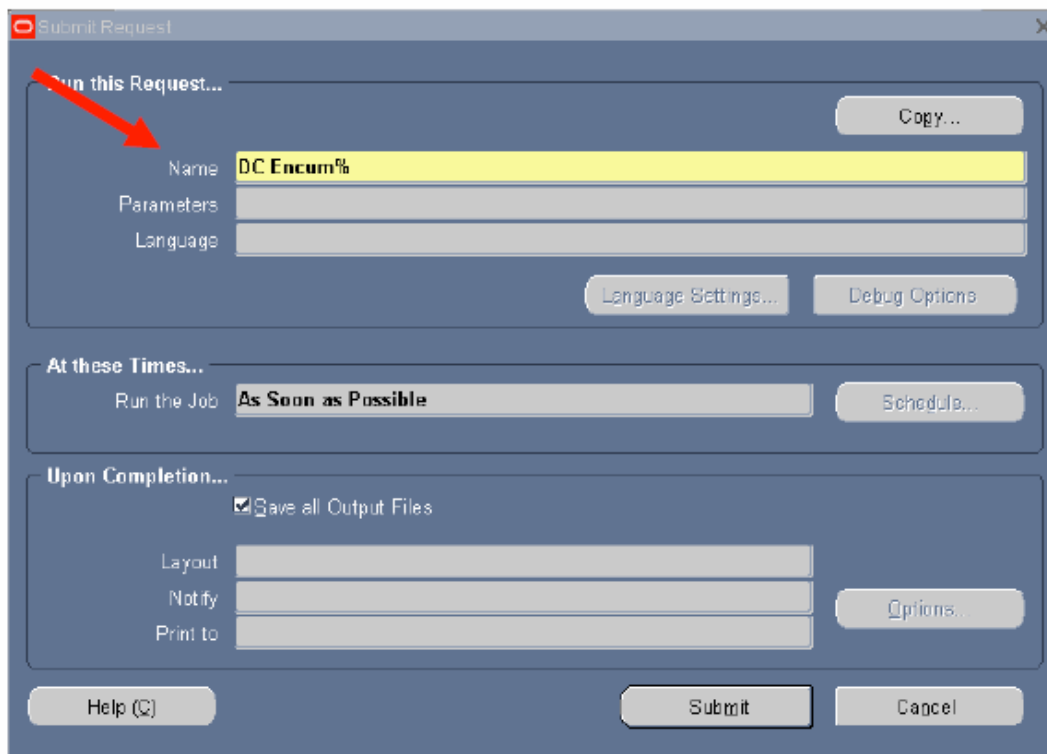 Submit Request
Run this Request...
Copy...
Name DC Encum%
Parameters
Language
Language Settings... Debug Options
At these Times...
Run the Job As Soon as Possible Schedule...
Upon Completion...
Save all Output Files
Layout
Notify
Options...
Print to
Help (C) Submit Cancel